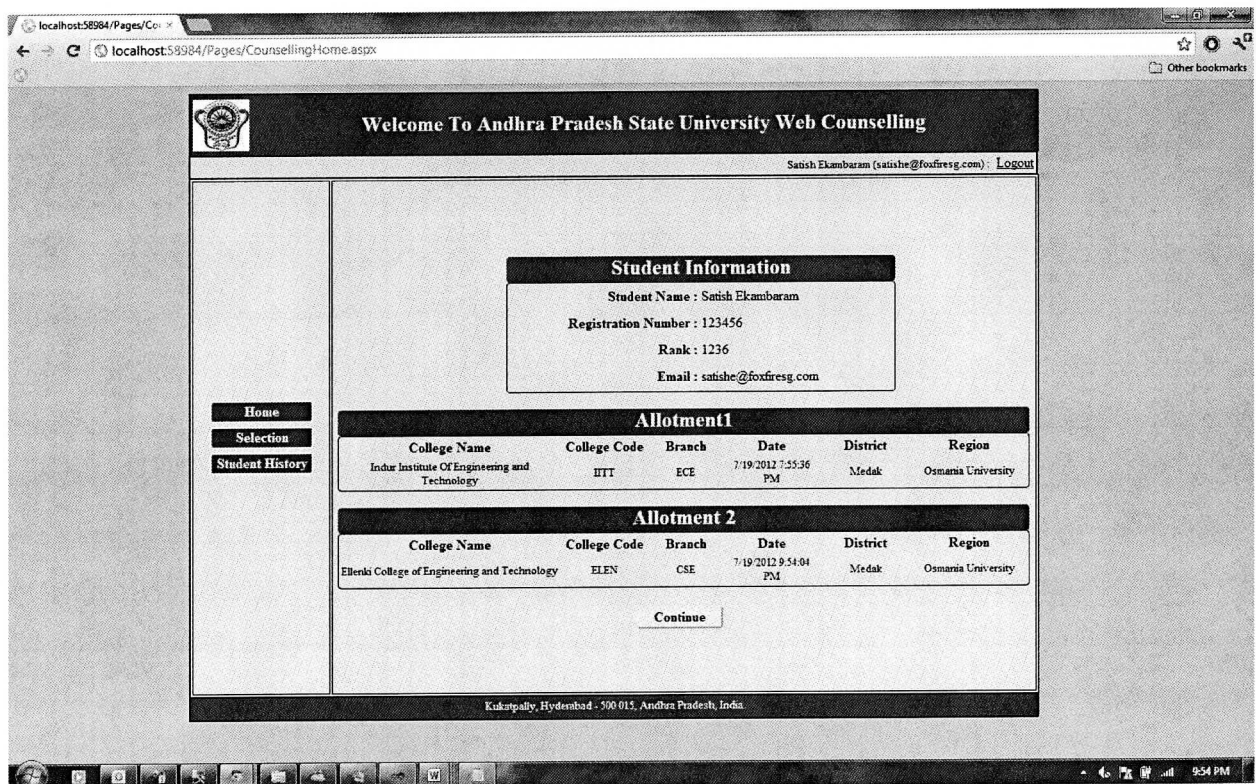 localhost:58984/Pages/Co
localhost:58984/Pages/CounsellingHome.aspx
Other bookmarks
Welcome To Andhra Pradesh State University Web Counselling
Satish Ekambaram (satishe@foxfiresg.com) : Logout
Student Information
Student Name : Satish Ekambaram
Registration Number : 123456
Rank : 1236
Email : satishe@foxfiresg.com
Home
Selection
Student History
Allotment1
College Name College Code Branch Date District Region
Indur Institute Of Engineering and Technology IITT ECE 7/19/2012 7:55:36 PM Medak Osmania University
Allotment 2
College Name College Code Branch Date District Region
Ellenki College of Engineering and Technology ELEN CSE 7/19/2012 9:54:04 PM Medak Osmania University
Continue
Kukatpally, Hyderabad - 500 015, Andhra Pradesh, India.
9:54 PM